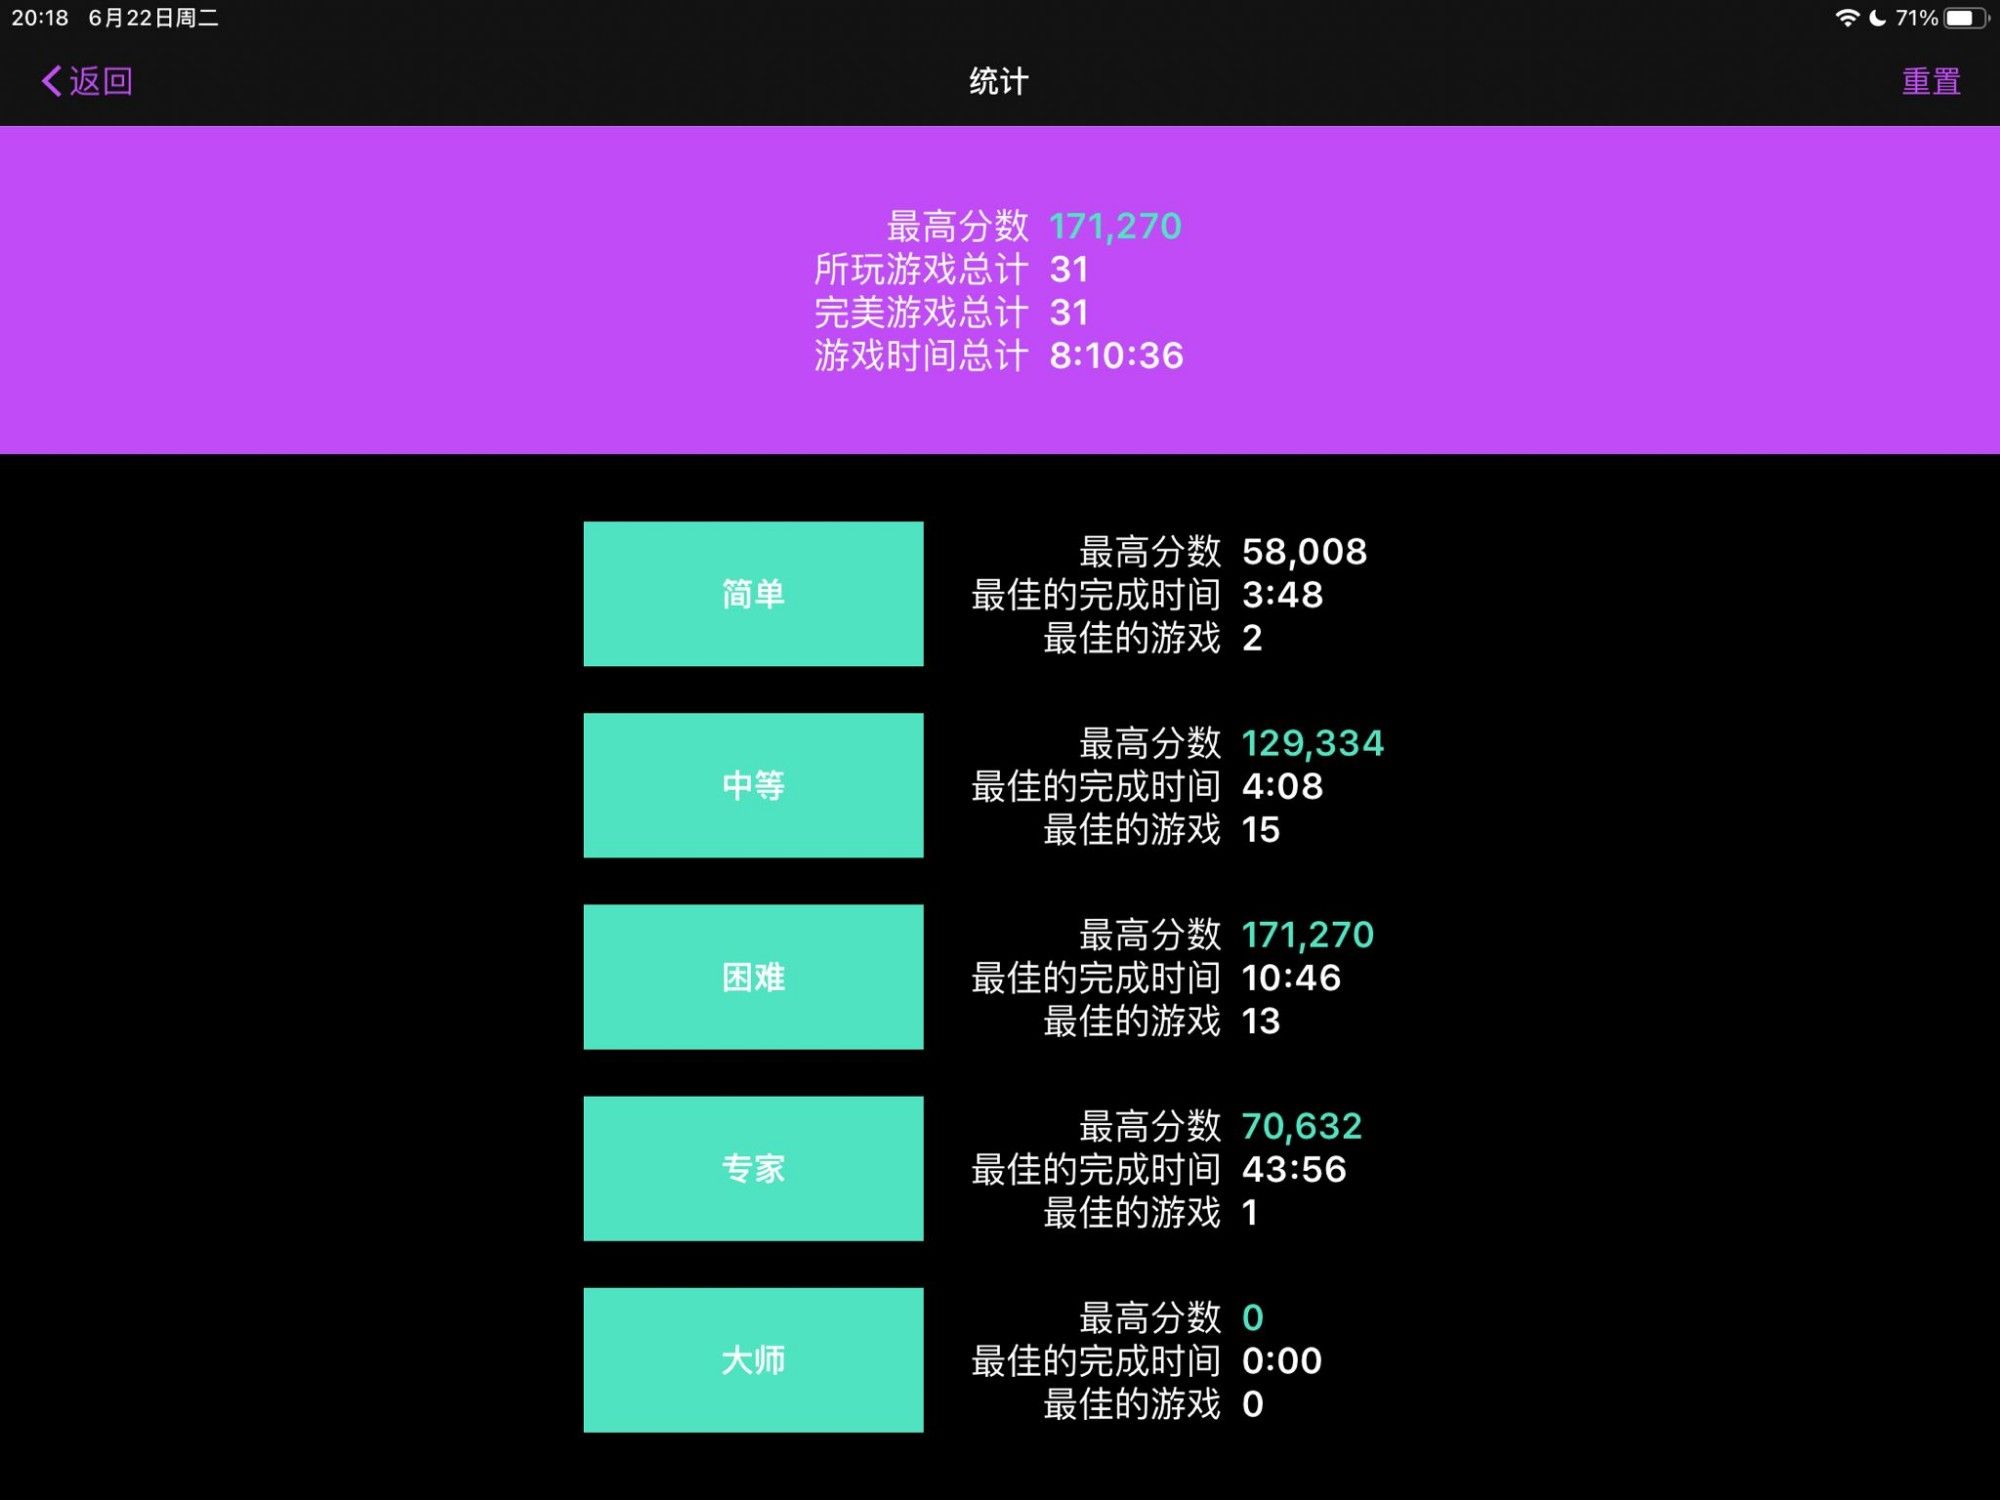 20:18 6月22日周二
71%
返回
统计
重置
最高分数 171,270
所玩游戏总计 31
完美游戏总计 31
游戏时间总计 8:10:36
简单
最高分数 58,008
最佳的完成时间 3:48
最佳的游戏 2
中等
最高分数 129,334
最佳的完成时间 4:08
最佳的游戏 15
困难
最高分数 171,270
最佳的完成时间 10:46
最佳的游戏 13
专家
最高分数 70,632
最佳的完成时间 43:56
最佳的游戏 1
大师
最高分数 0
最佳的完成时间 0:00
最佳的游戏 0